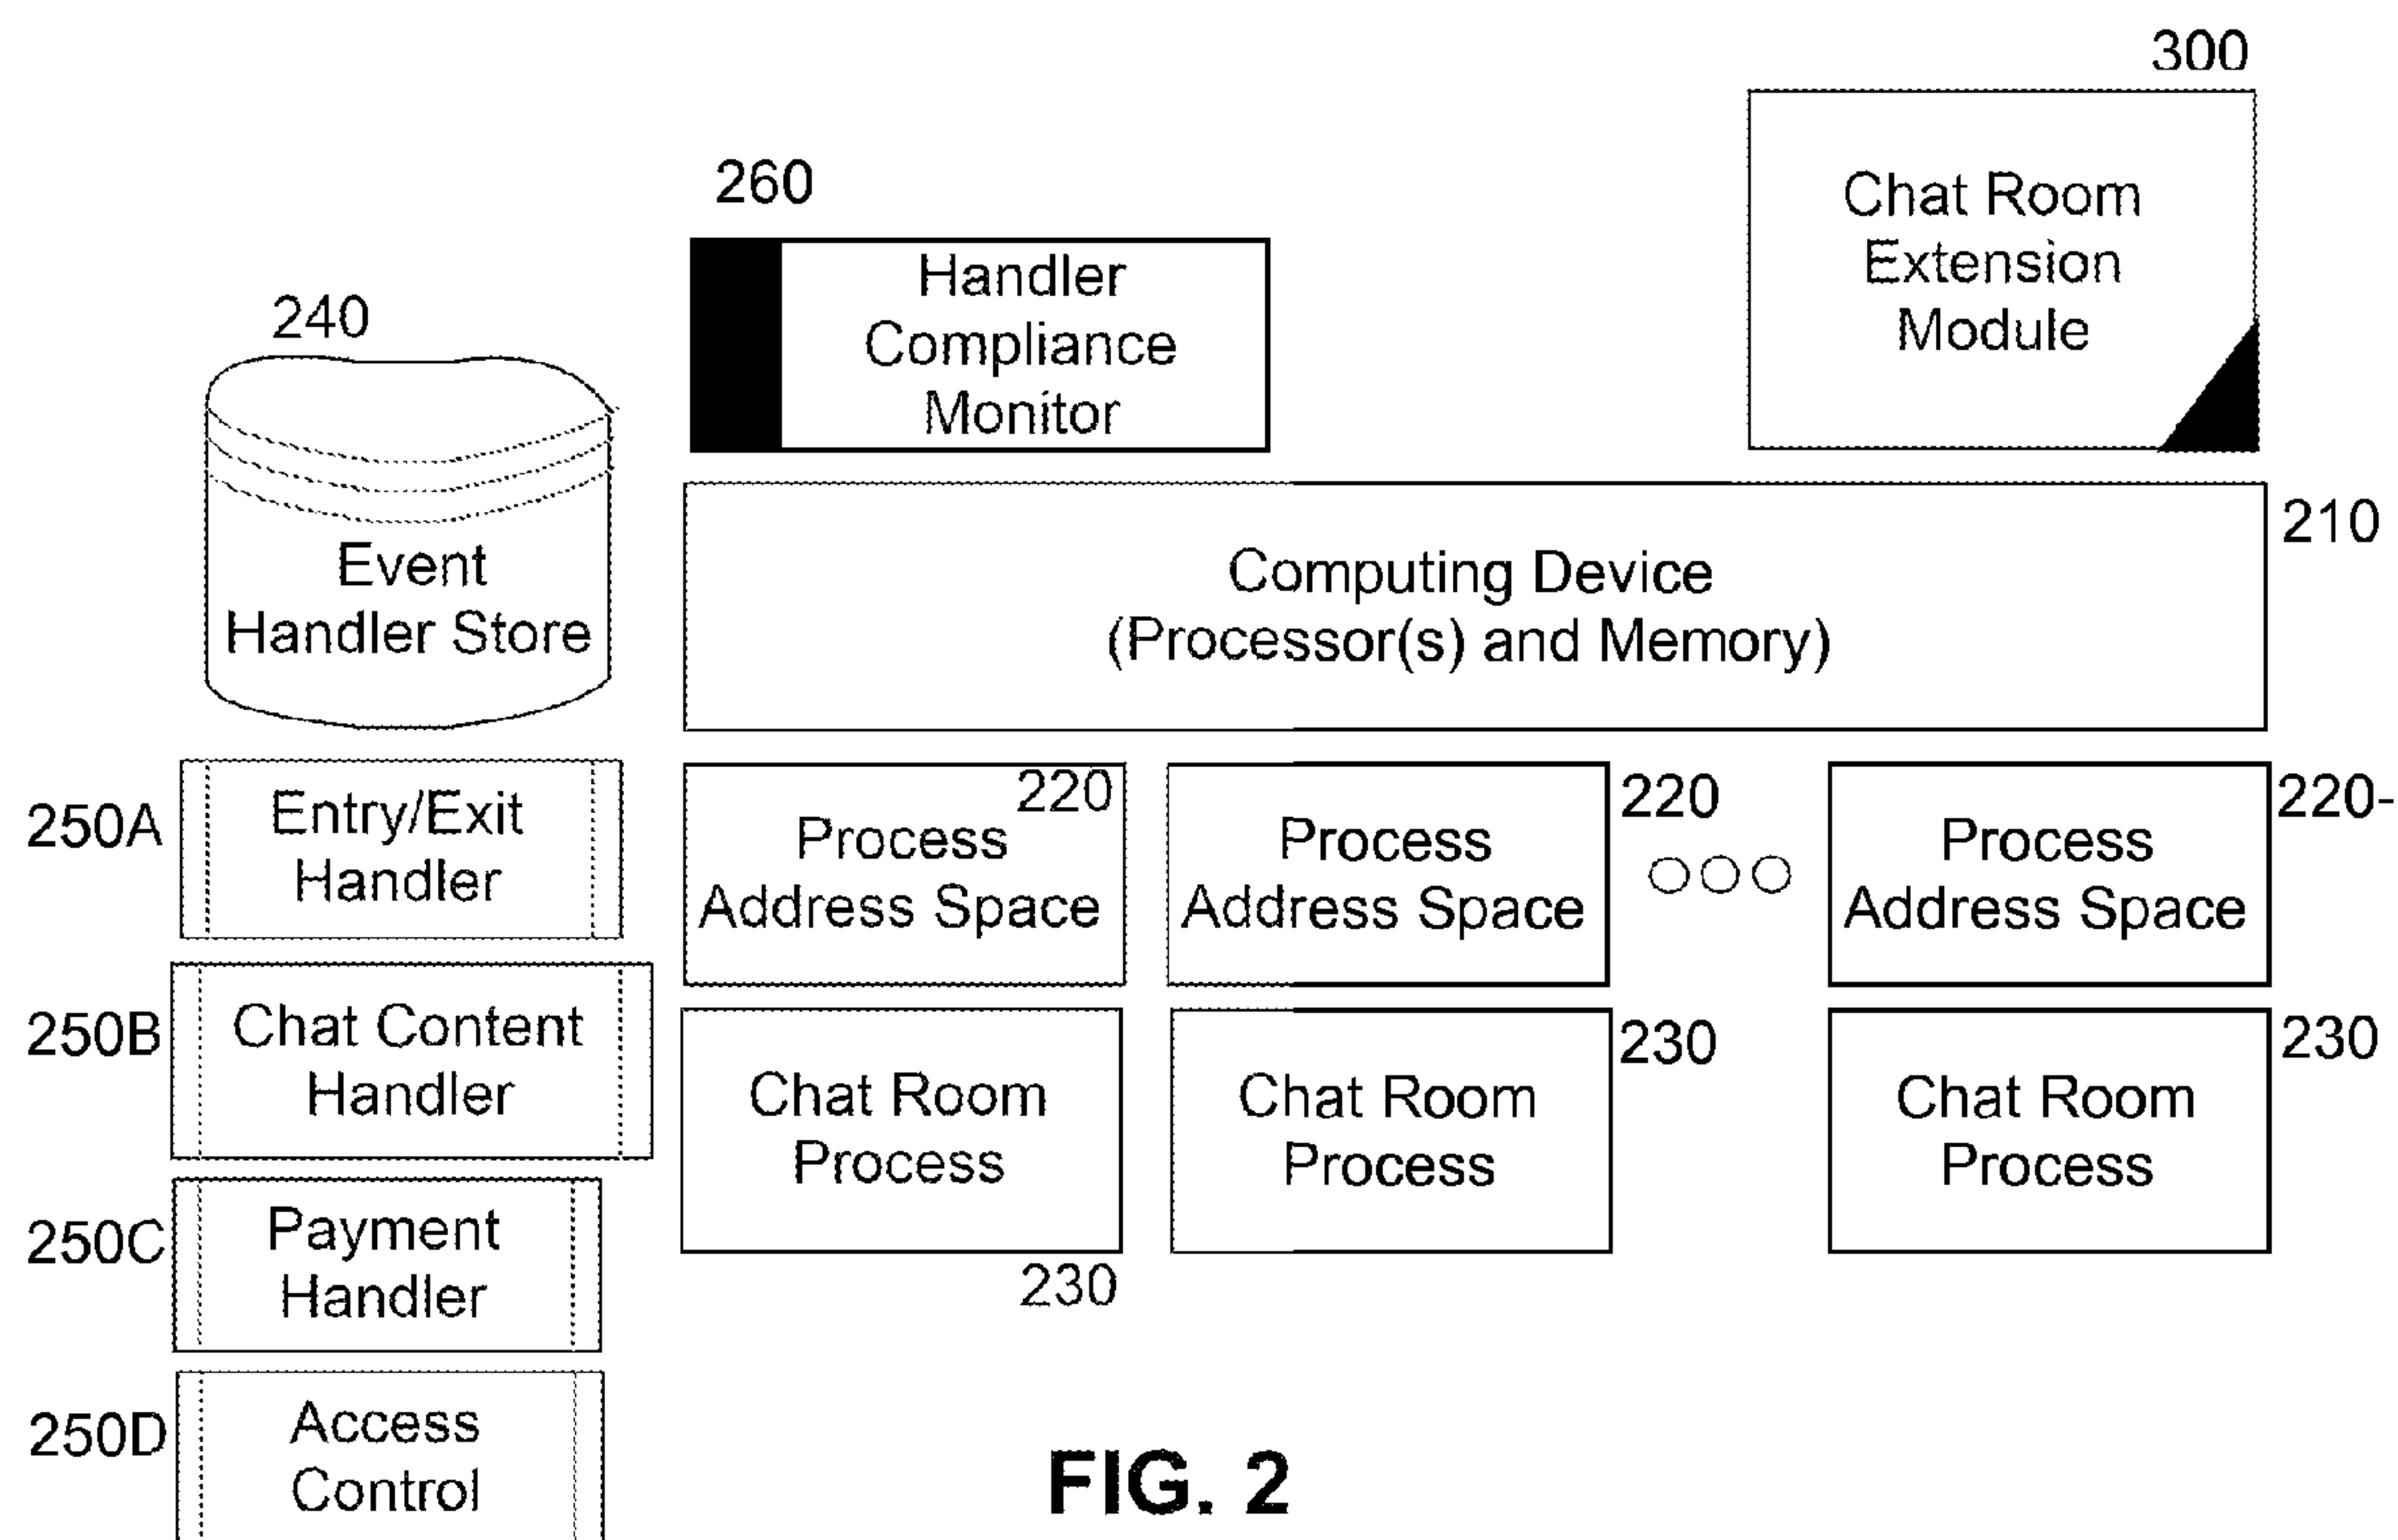 300
Chat Room
Extension
Module
260
Handler
Compliance
Monitor
240
Event
Handler Store
210
Computing Device
(Processor(s) and Memory)
250A
Entry/Exit
Handler
220
Process
Address Space
220
Process
Address Space
220-
Process
Address Space
250B
Chat Content
Handler
Chat Room
Process
230
230
Chat Room
Process
230
Chat Room
Process
250C
Payment
Handler
250D
Access
Control
FIG. 2